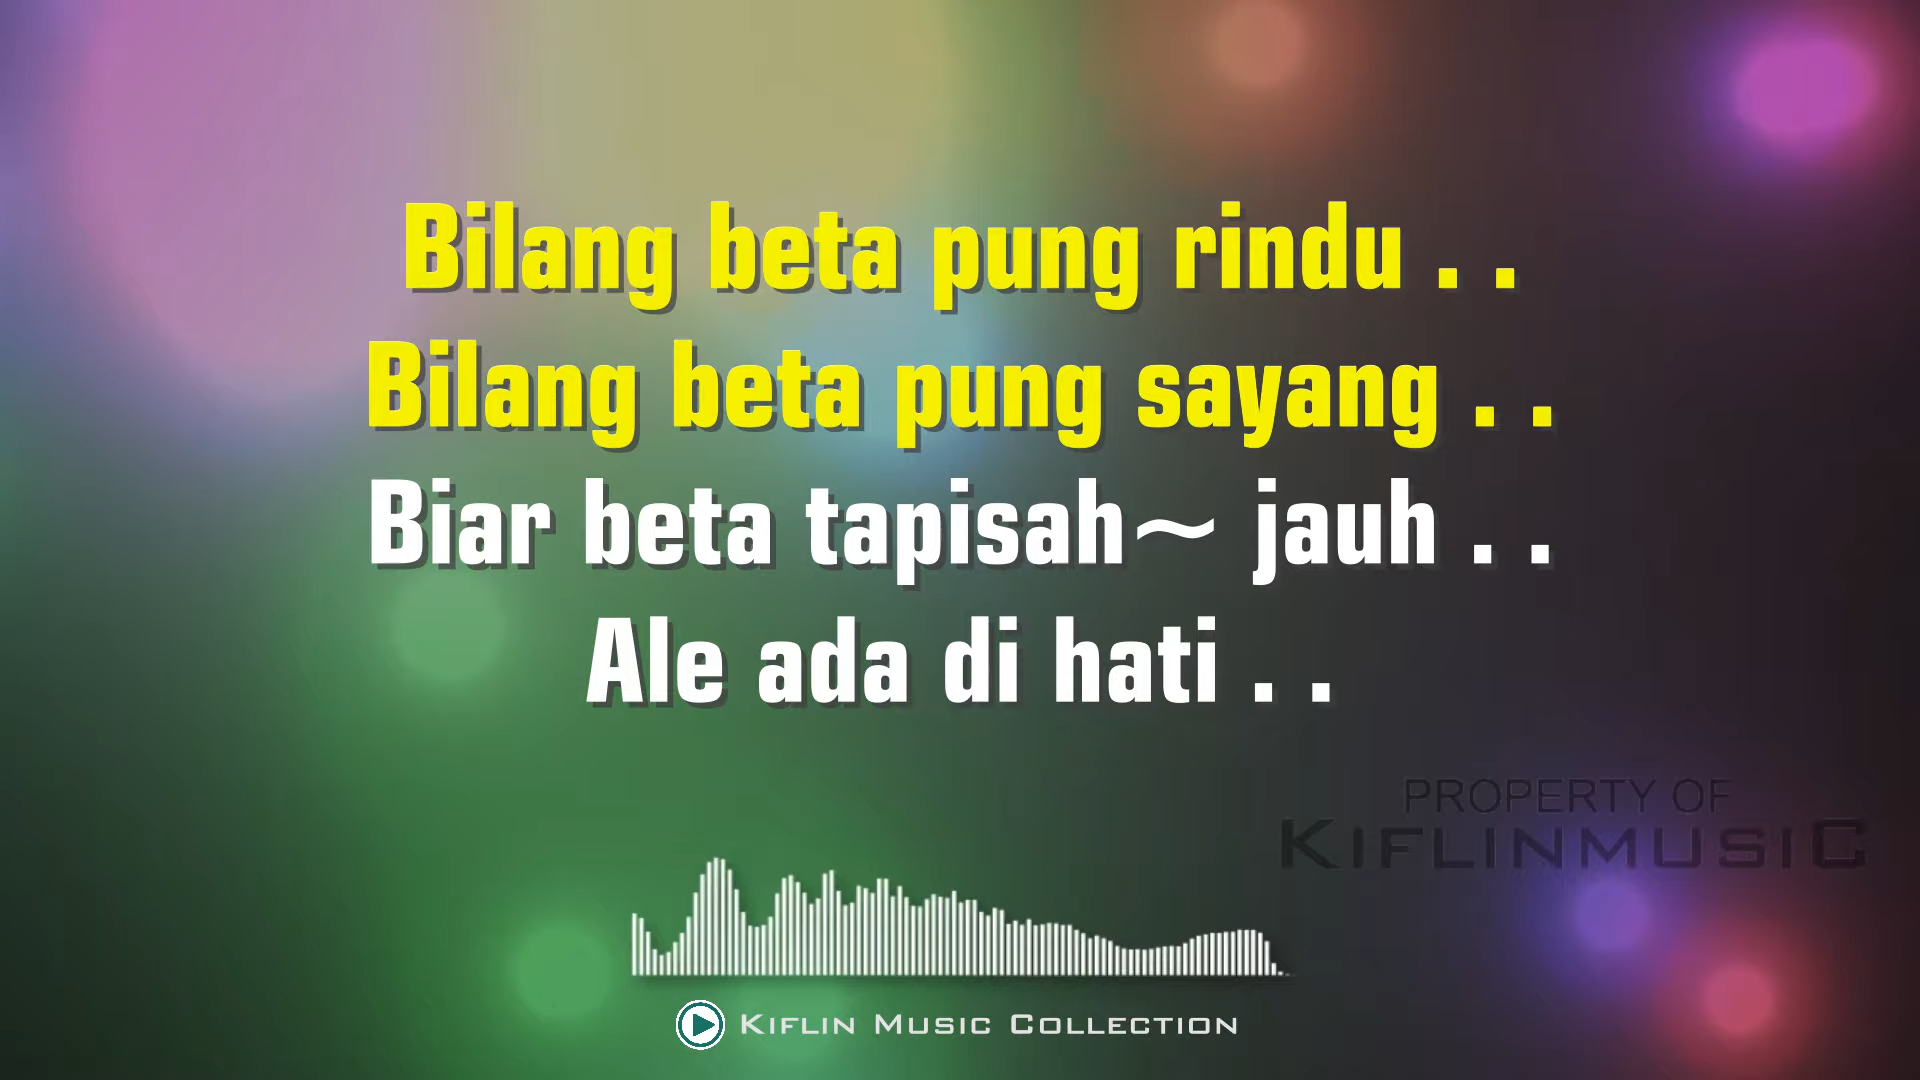 Bilang beta pung rindu . .
Bilang beta pung sayang . .
Biar beta tapisah~ jauh . .
Ale ada di hati . .
PROPERTY OF
KIFLINMUSIC
KIFLIN MUSIC COLLECTION